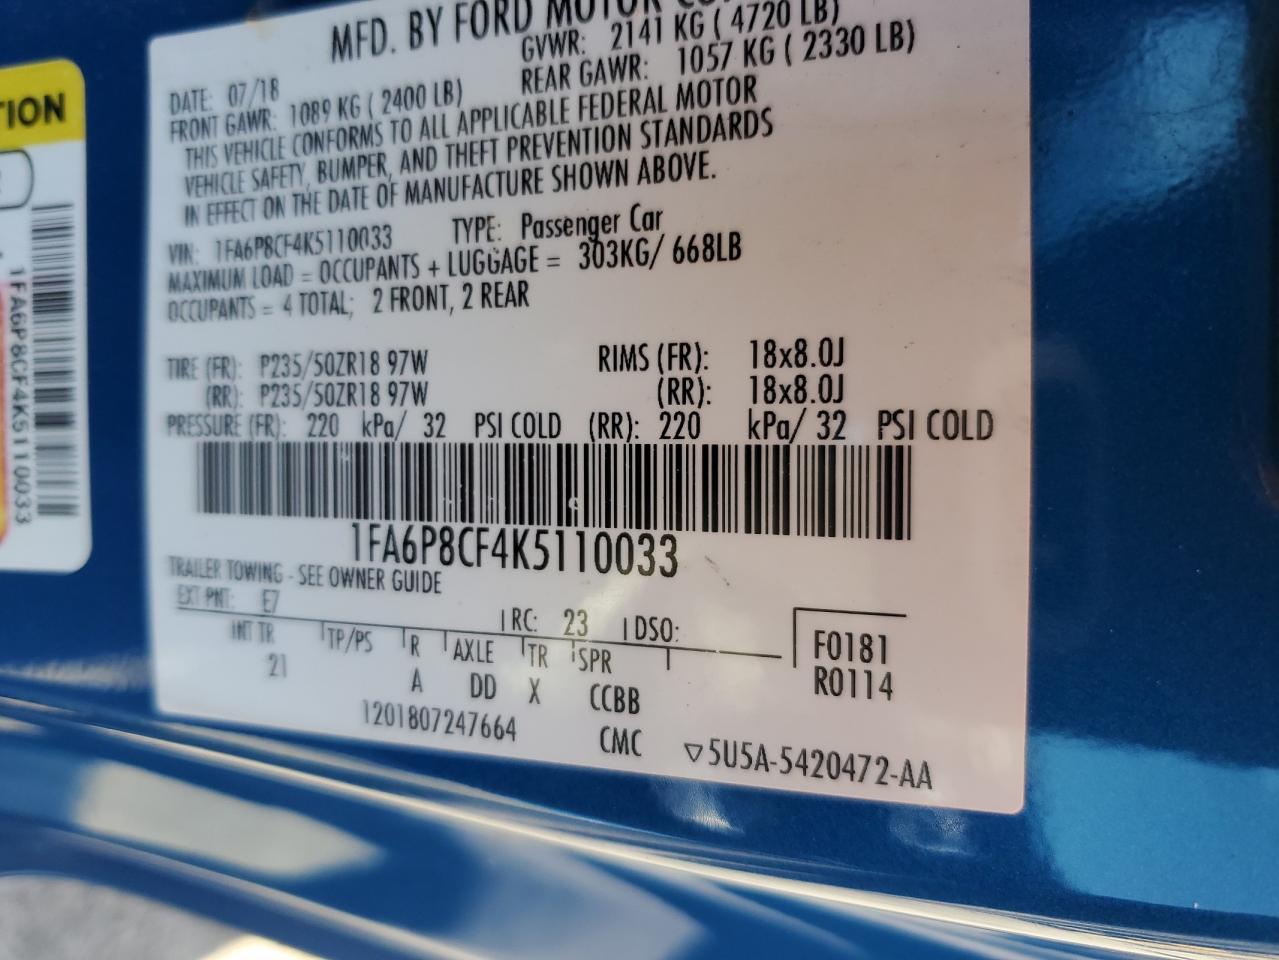 MFD. BY FORD MOTOR CO
DATE: 07/18 GVWR: 2141 KG ( 4720 LB)
FRONT GAWR: 1089 KG ( 2400 LB) REAR GAWR: 1057 KG ( 2330 LB)
THIS VEHICLE CONFORMS TO ALL APPLICABLE FEDERAL MOTOR
VEHICLE SAFETY, BUMPER, AND THEFT PREVENTION STANDARDS
IN EFFECT ON THE DATE OF MANUFACTURE SHOWN ABOVE.
VIN: 1FA6P8CF4K5110033 TYPE: Passenger Car
MAXIMUM LOAD = OCCUPANTS + LUGGAGE = 303KG/ 668LB
OCCUPANTS = 4 TOTAL; 2 FRONT, 2 REAR
TIRE (FR): P235/50ZR18 97W RIMS (FR): 18x8.0J
(RR): P235/50ZR18 97W (RR): 18x8.0J
PRESSURE (FR): 220 kPa/ 32 PSI COLD (RR): 220 kPa/ 32 PSI COLD
1FA6P8CF4K5110033
TRAILER TOWING - SEE OWNER GUIDE
EXT PNT: E7 RC: 23 DSO:
INT TR TP/PS R AXLE TR SPR F0181
21 A DD X CCBB R0114
1201807247664 CMC ▽5U5A-5420472-AA
TION
1FA6P8CF4K5110033